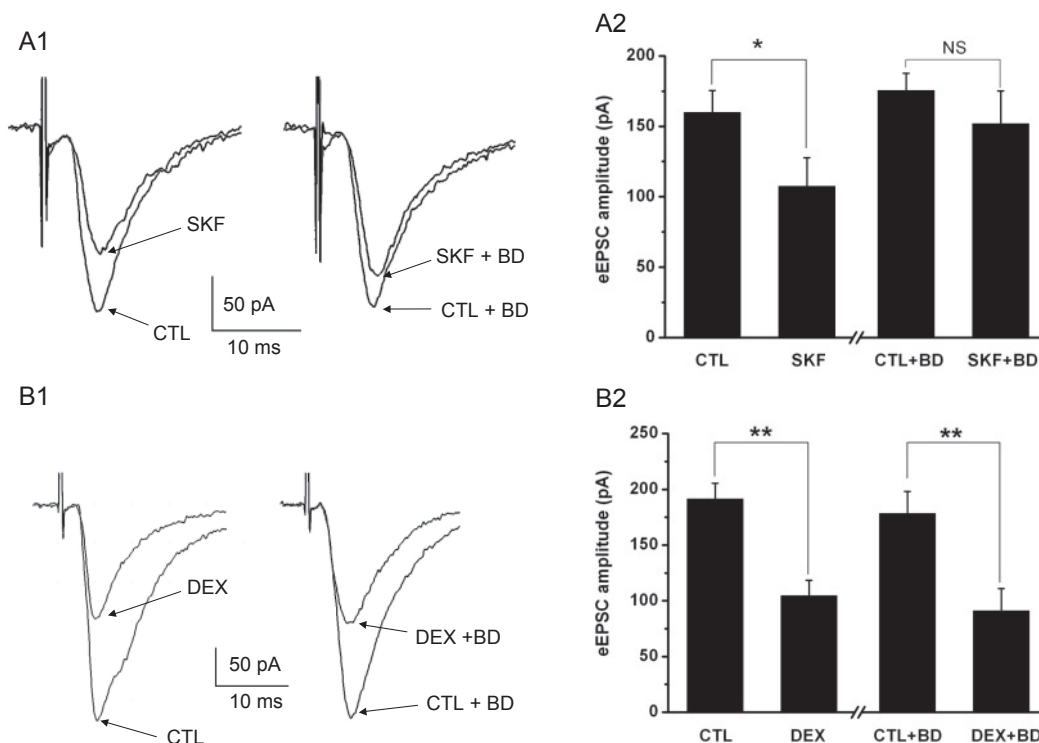 A1
SKF
CTL
50 pA
10 ms
SKF + BD
CTL + BD
A2
eEPSC amplitude (pA)
200
150
100
50
0
*
NS
CTL
SKF
CTL+BD
SKF+BD
B1
DEX
CTL
50 pA
10 ms
DEX +BD
CTL + BD
B2
eEPSC amplitude (pA)
250
200
150
100
50
0
**
**
CTL
DEX
CTL+BD
DEX+BD